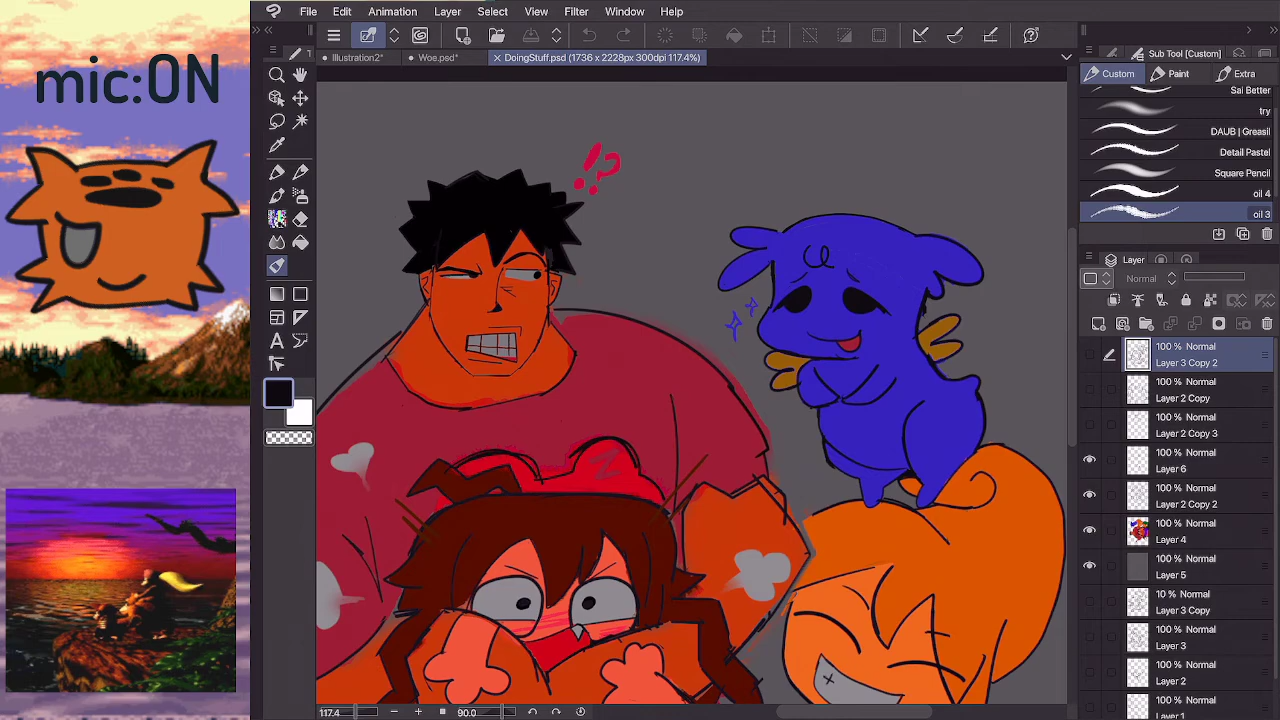 mic:ON
File Edit Animation Layer Select View Filter Window Help
Illustration2*
Woe.psd*
DoingStuff.psd (1736 x 2228px 300dpi 117.4%)
!?
Z
117.4
90.0
Sub Tool [Custom]
Custom
Paint
Extra
Sai Better
try
DAUB | Greasil
Detail Pastel
Square Pencil
oil 4
oil 3
Layer
Normal
100 % Normal
Layer 3 Copy 2
100 % Normal
Layer 2 Copy
100 % Normal
Layer 2 Copy 3
100 % Normal
Layer 6
100 % Normal
Layer 2 Copy 2
100 % Normal
Layer 4
100 % Normal
Layer 5
10 % Normal
Layer 3 Copy
100 % Normal
Layer 3
100 % Normal
Layer 2
100 % Normal
Layer 1